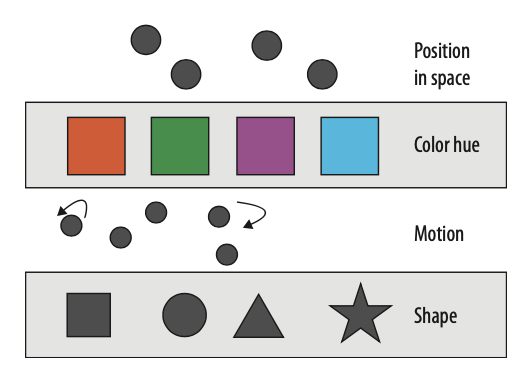 Position
in space
Color hue
Motion
Shape